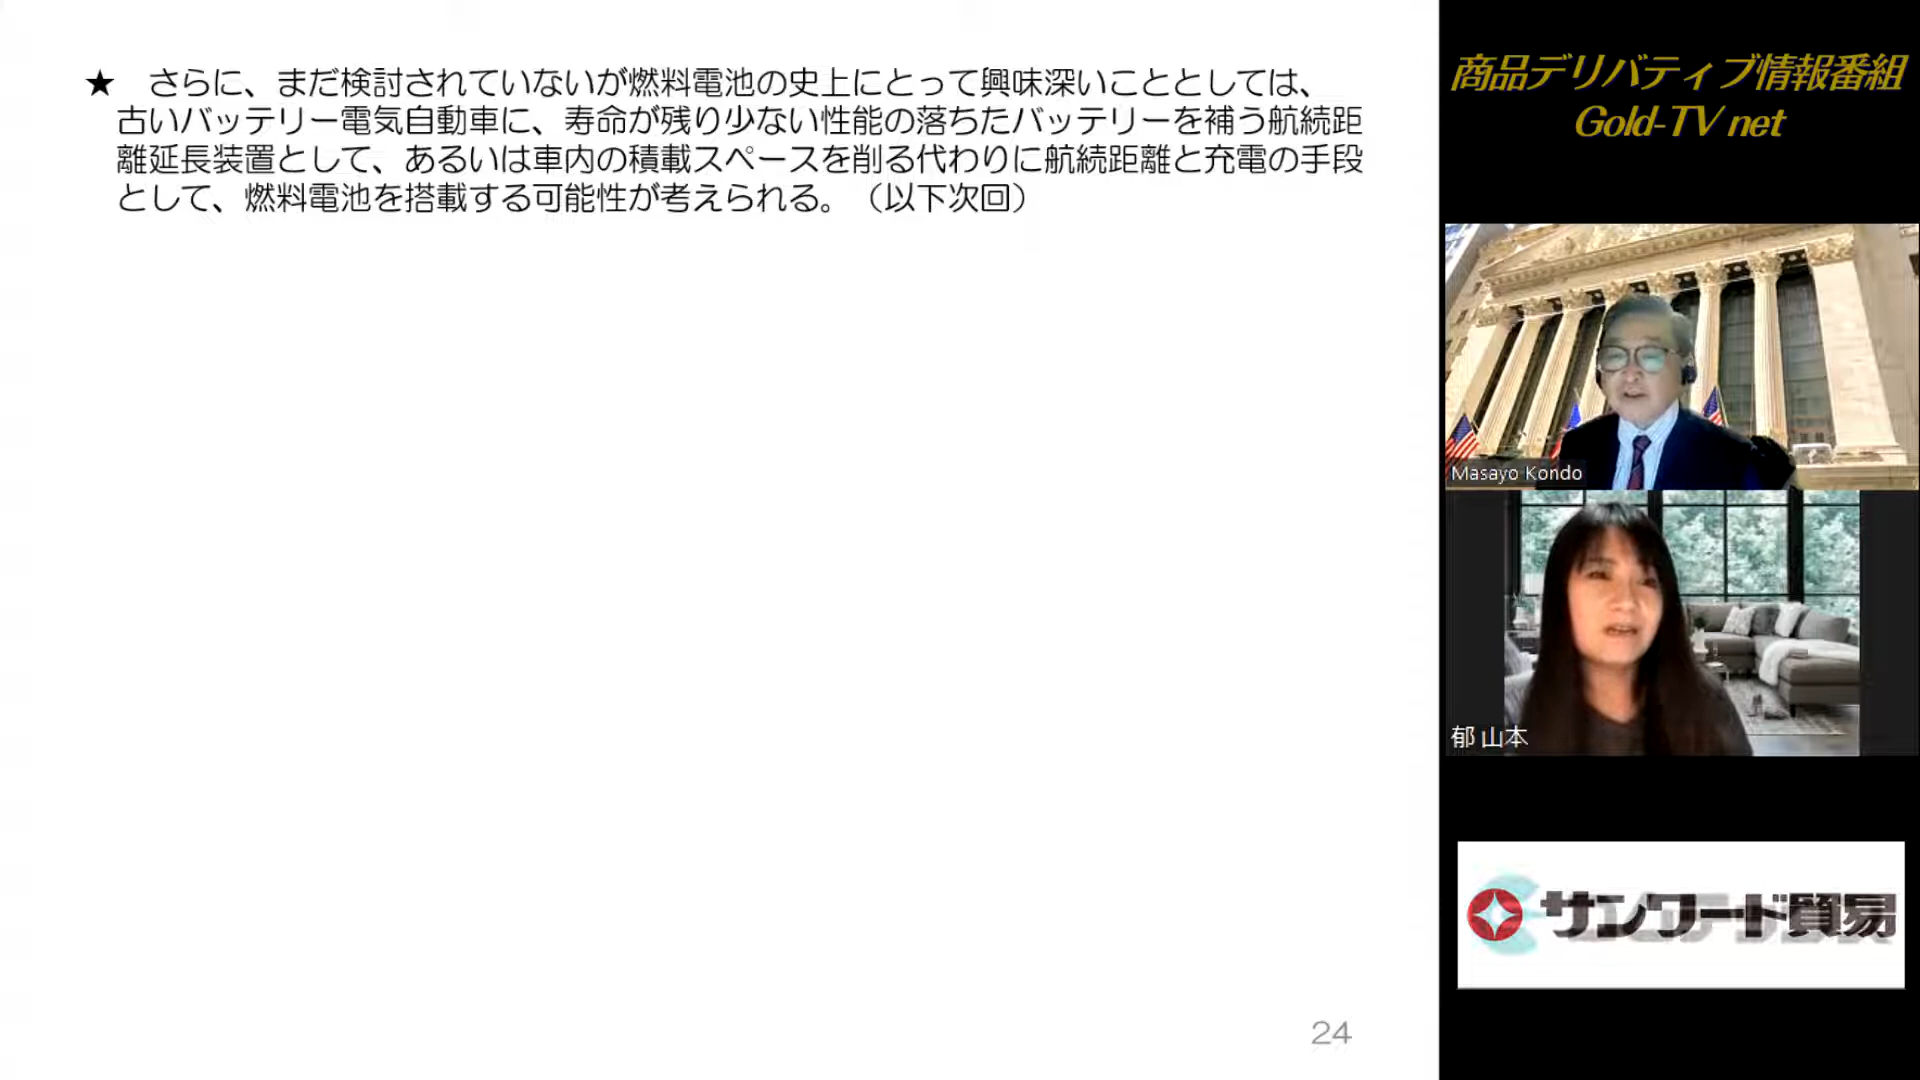 ★　さらに、まだ検討されていないが燃料電池の史上にとって興味深いこととしては、
古いバッテリー電気自動車に、寿命が残り少ない性能の落ちたバッテリーを補う航続距
離延長装置として、あるいは車内の積載スペースを削る代わりに航続距離と充電の手段
として、燃料電池を搭載する可能性が考えられる。（以下次回）
24
商品デリバティブ情報番組
Gold-TV net
Masayo Kondo
郁 山本
サンワード貿易